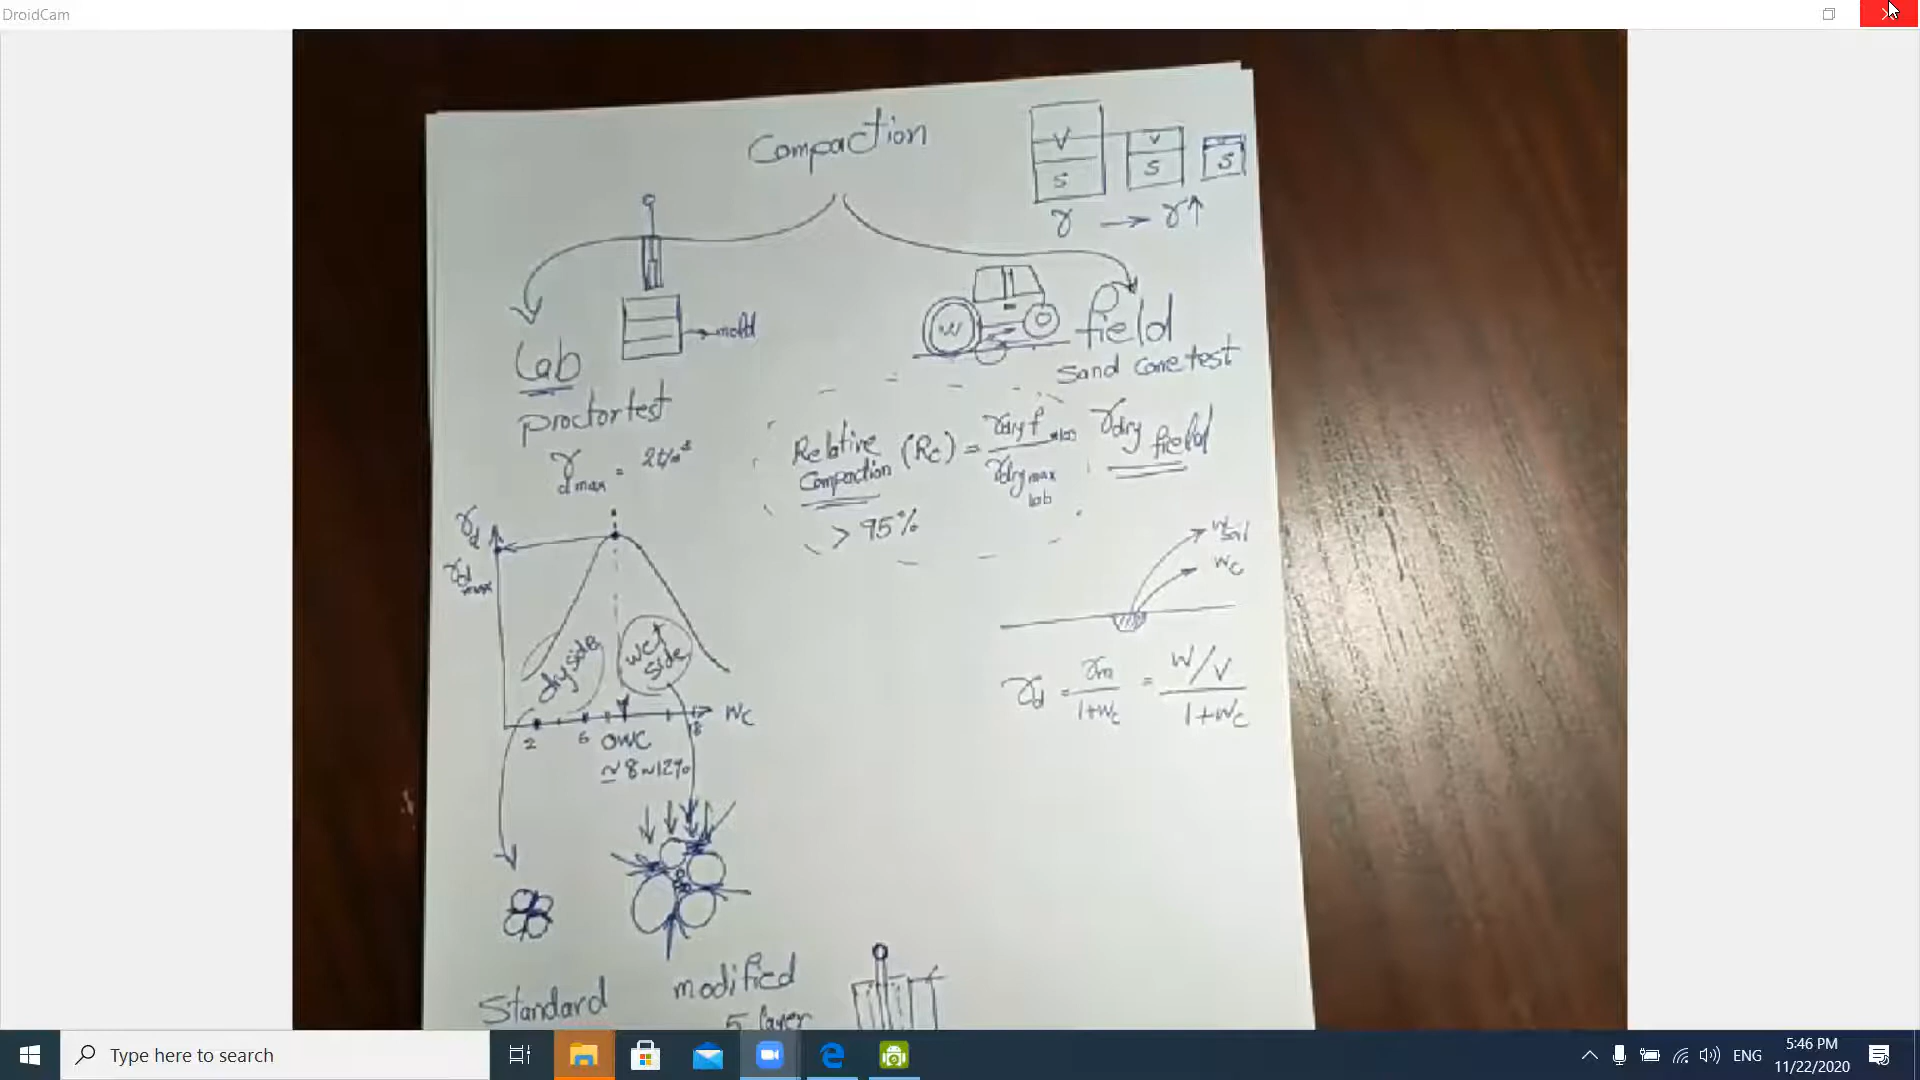 DroidCam
Compaction
V
S
V
S
S
γ → γ↑
mold
W
Lab
field
Sand cone test
Proctor test
γd max =
Relative Compaction (Rc) = γdry f / γdry max lab
> 95%
γdry field
γd
γd max
dry side
wet side
2 6 OWC 18 Wc
≈ 8 ~ 12%
Wsoil
Wc
γd = γm / 1+Wc = W/V / 1+Wc
Standard
modified
5 layer
Type here to search
ENG
5:46 PM
11/22/2020